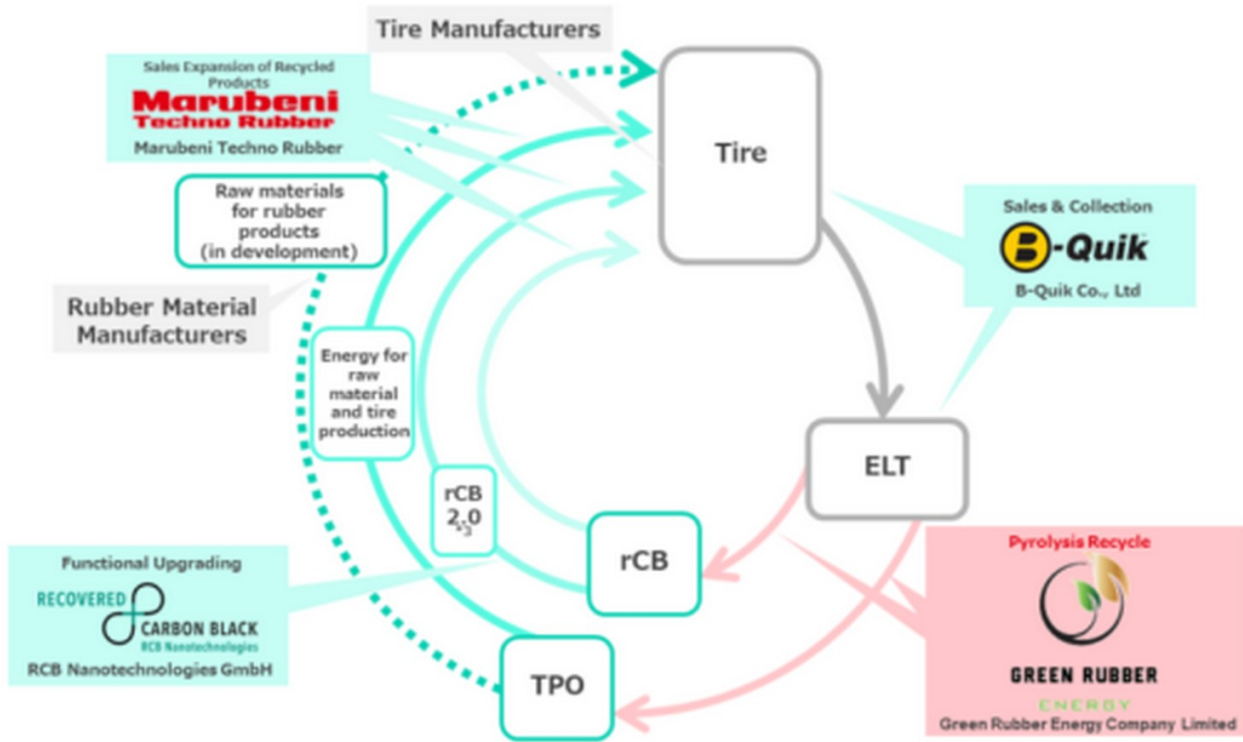 Tire Manufacturers
Sales Expansion of Recycled
Products
Marubeni
Techno Rubber
Marubeni Techno Rubber
Tire
Raw materials
for rubber
products
(in development)
Sales & Collection
B-Quik
B-Quik Co., Ltd
Rubber Material
Manufacturers
Energy for
raw
material
and tire
production
ELT
rCB
2.0
rCB
Pyrolysis Recycle
GREEN RUBBER
ENERGY
Green Rubber Energy Company Limited
Functional Upgrading
RECOVERED
CARBON BLACK
RCB Nanotechnologies
RCB Nanotechnologies GmbH
TPO